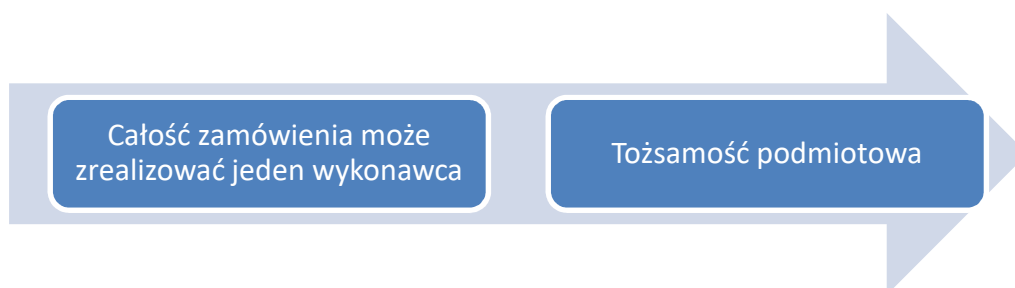 Całość zamówienia może
zrealizować jeden wykonawca
Tożsamość podmiotowa